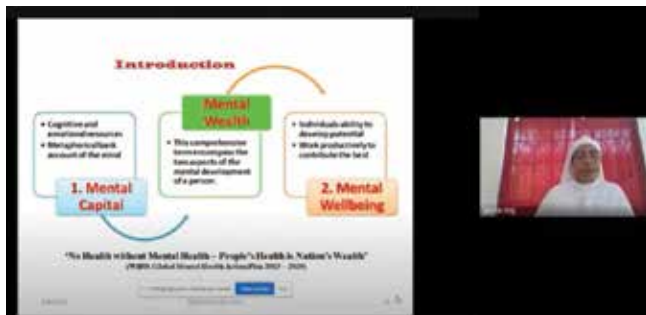 Introduction
• Cognitive and
emotional resources
• Metaphorical bank
account of the mind
1. Mental
Capital
Mental
Wealth
• This comprehensive
term encompass the
two aspects of the
mental development
of a person.
• Individuals ability to
develop potential
• Work productively to
contribute the best
2. Mental
Wellbeing
"No Health without Mental Health – People's Health is Nation's Wealth"
Global Mental Health Action Plan 2013 – 2020)